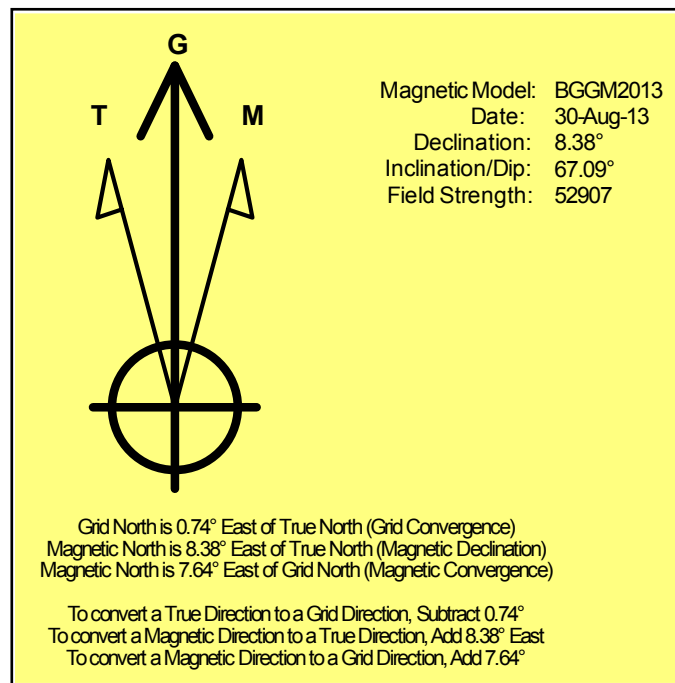 G
T M
Magnetic Model: BGGM2013
Date: 30-Aug-13
Declination: 8.38°
Inclination/Dip: 67.09°
Field Strength: 52907
Grid North is 0.74° East of True North (Grid Convergence)
Magnetic North is 8.38° East of True North (Magnetic Declination)
Magnetic North is 7.64° East of Grid North (Magnetic Convergence)
To convert a True Direction to a Grid Direction, Subtract 0.74°
To convert a Magnetic Direction to a True Direction, Add 8.38° East
To convert a Magnetic Direction to a Grid Direction, Add 7.64°